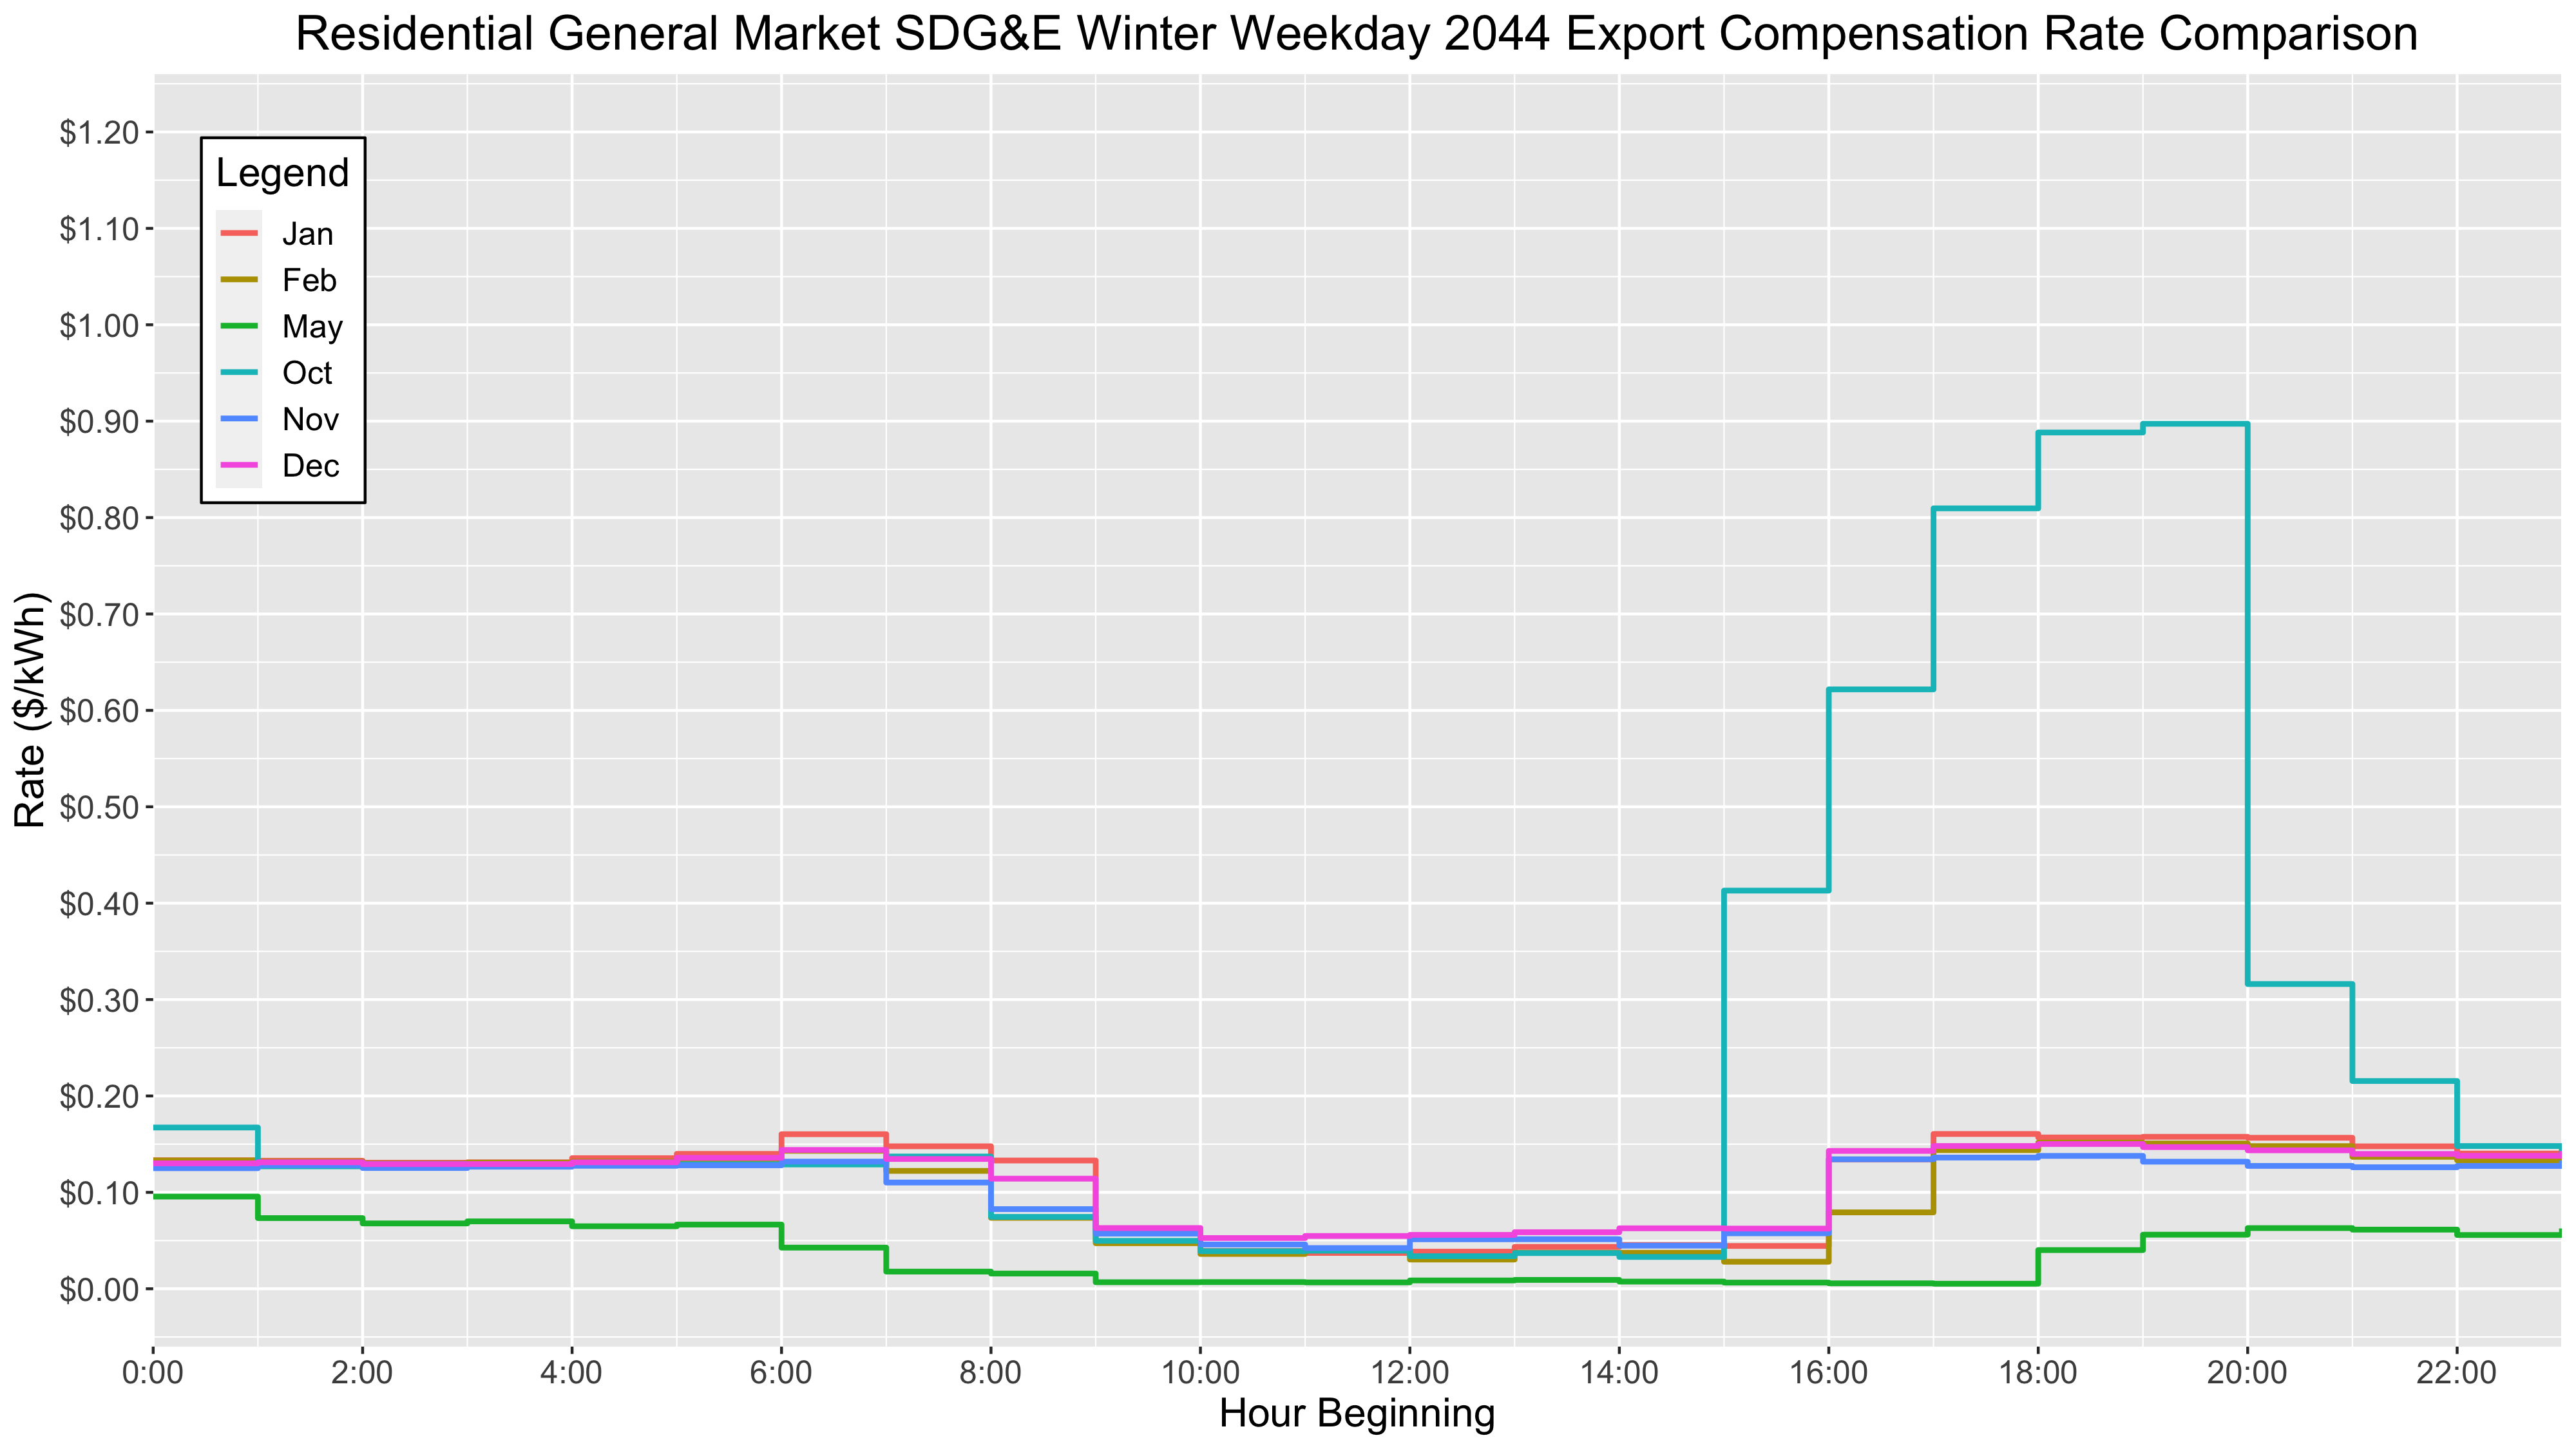 Residential General Market SDG&E Winter Weekday 2044 Export Compensation Rate Comparison
Rate ($/kWh)
$1.20
$1.10
$1.00
$0.90
$0.80
$0.70
$0.60
$0.50
$0.40
$0.30
$0.20
$0.10
$0.00
Legend
Jan
Feb
May
Oct
Nov
Dec
0:00 2:00 4:00 6:00 8:00 10:00 12:00 14:00 16:00 18:00 20:00 22:00
Hour Beginning